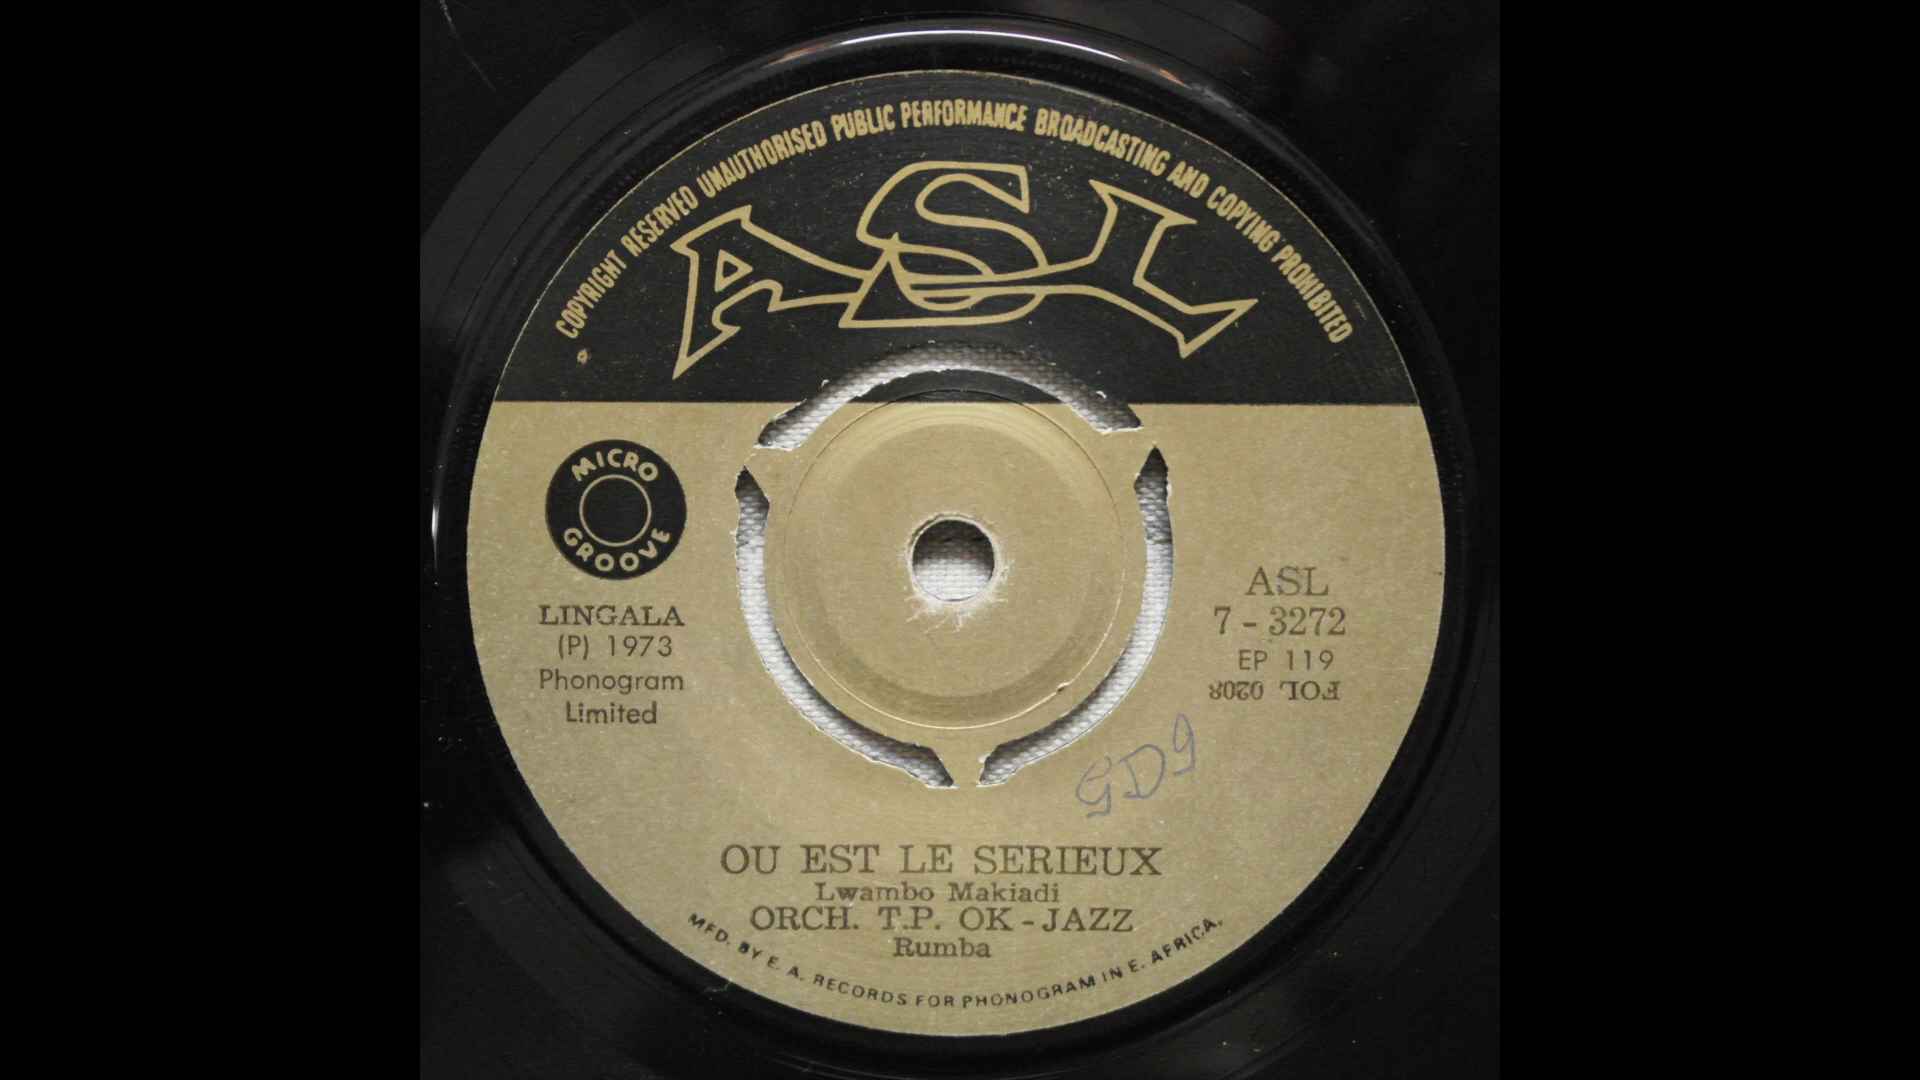 COPYRIGHT RESERVED UNAUTHORISED PUBLIC PERFORMANCE BROADCASTING AND COPYING PROHIBITED
ASL
MICRO
GROOVE
LINGALA
(P) 1973
Phonogram
Limited
ASL
7 - 3272
EP 119
FOL 0208
GD9
OU EST LE SERIEUX
Lwambo Makiadi
ORCH. T.P. OK - JAZZ
Rumba
MFD. BY E. A. RECORDS FOR PHONOGRAM IN E. AFRICA.